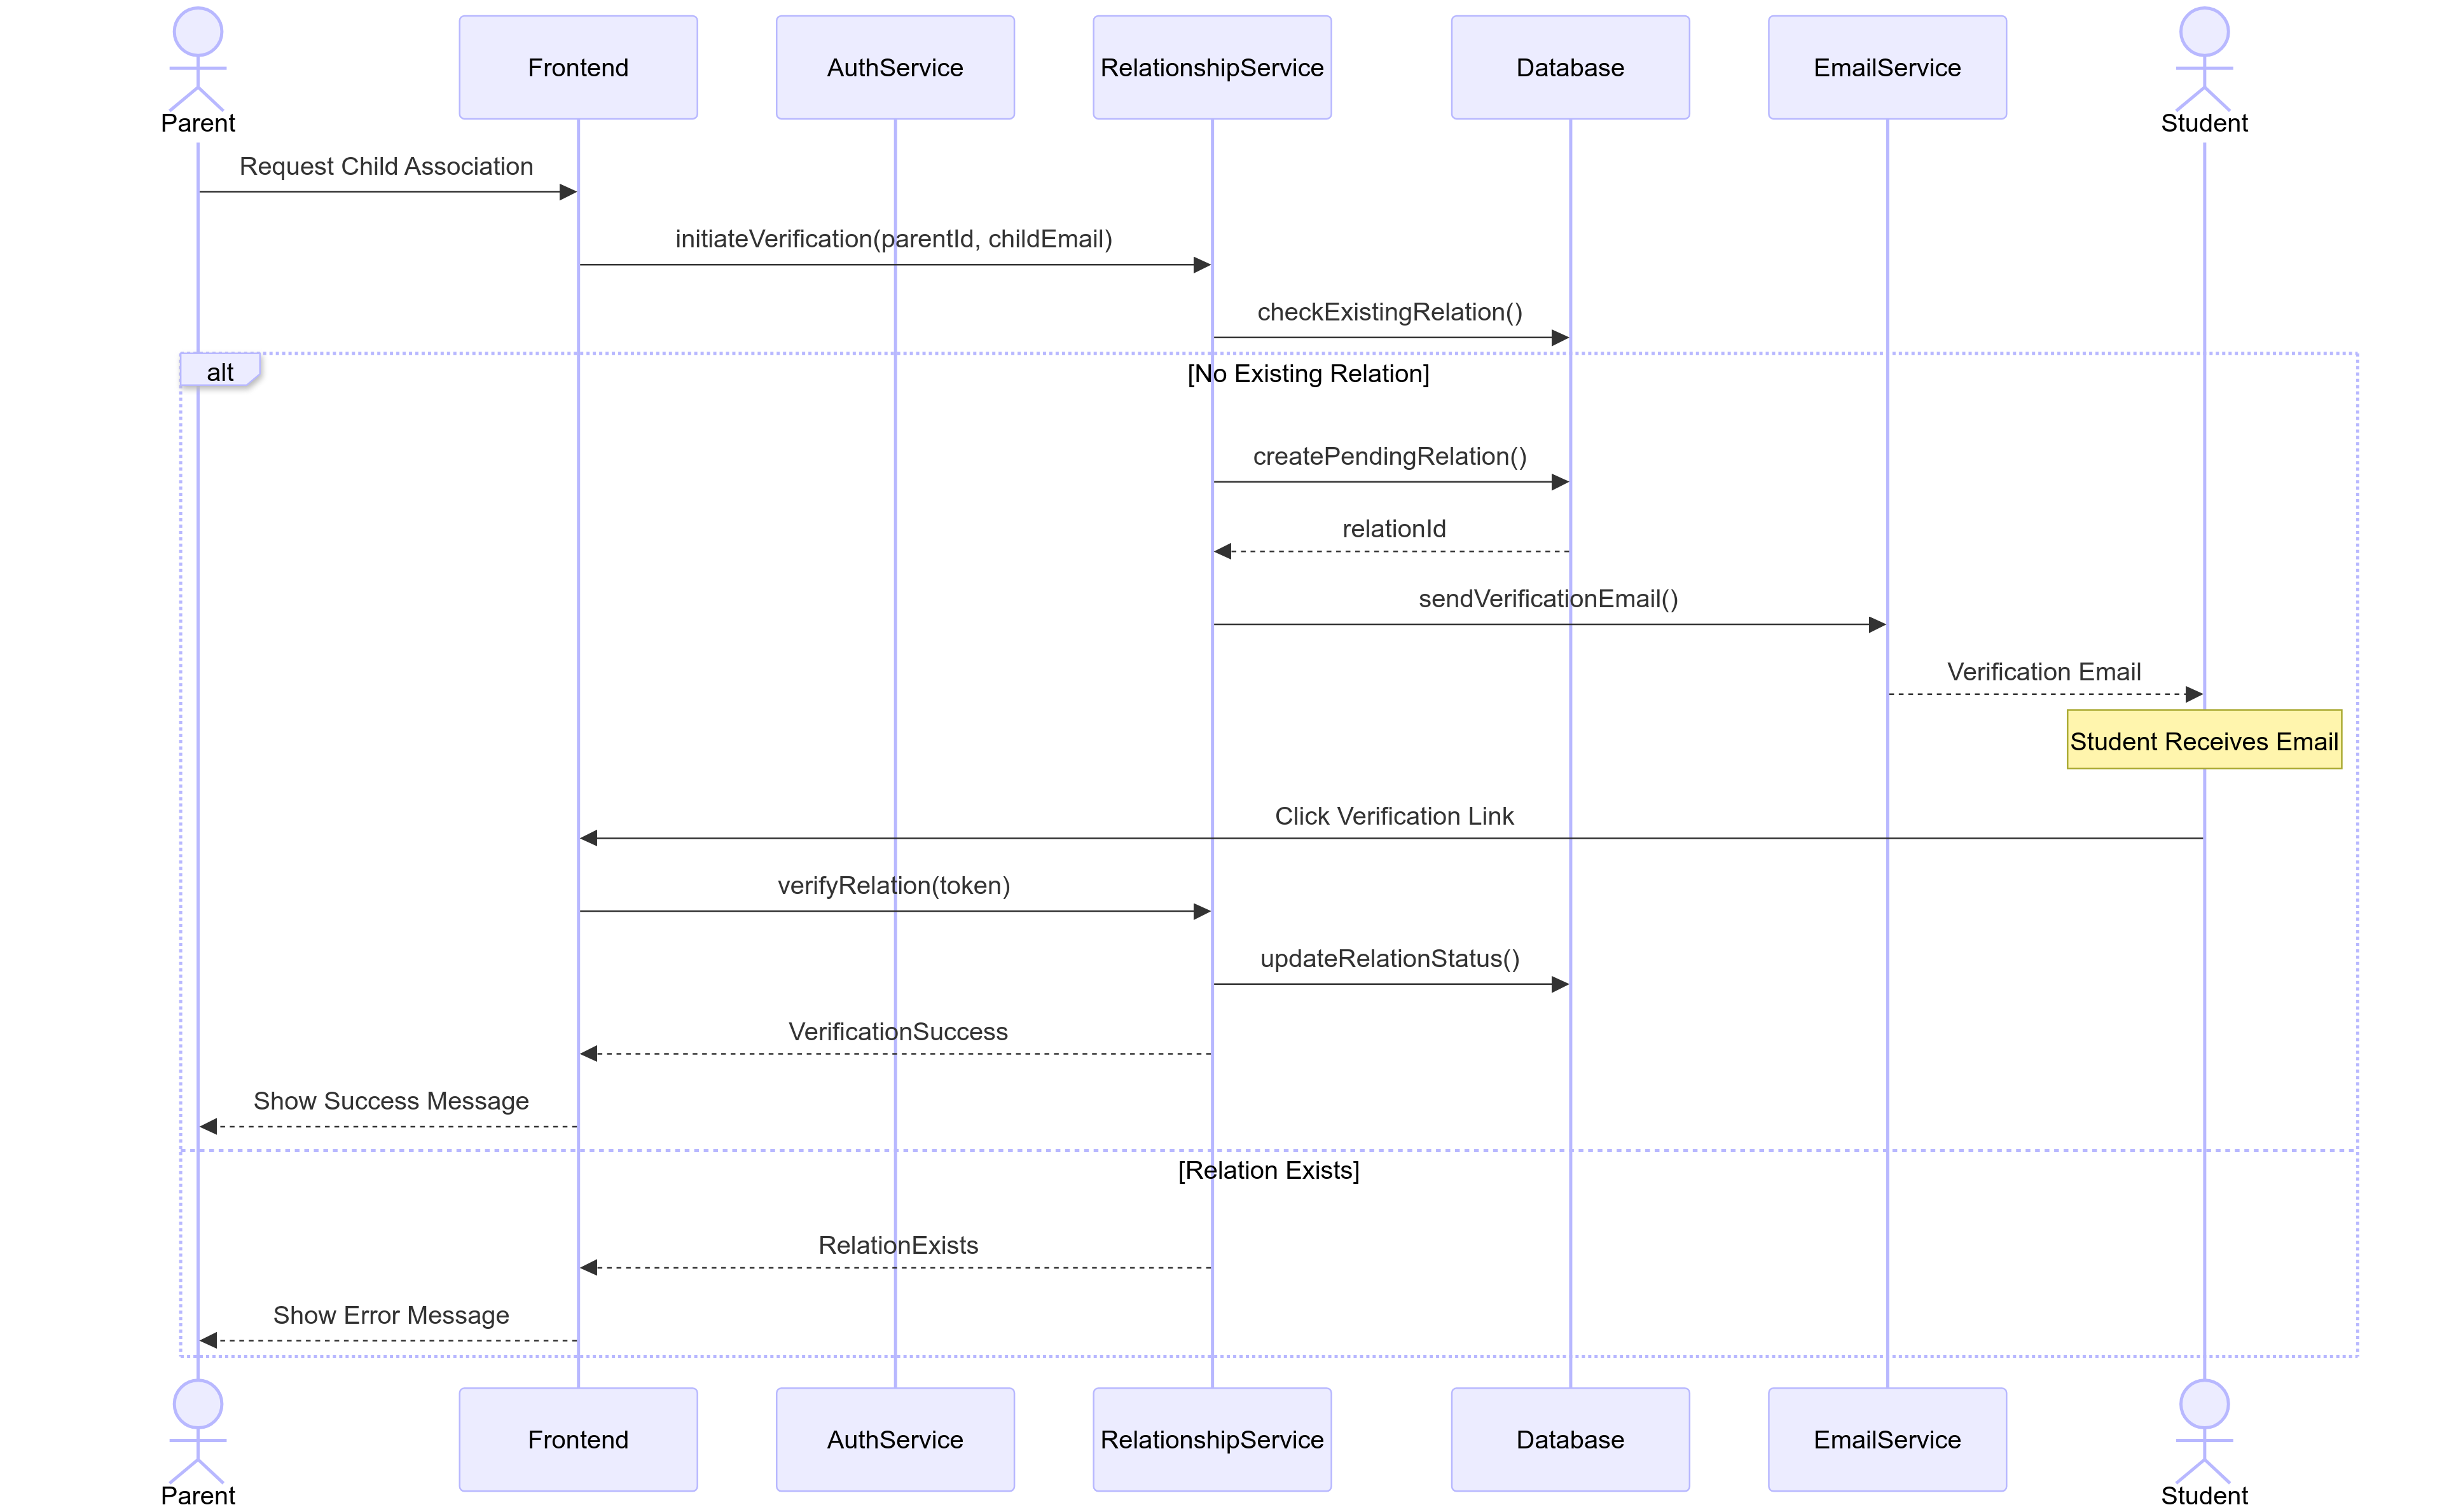 Parent
Frontend
AuthService
RelationshipService
Database
EmailService
Student
Request Child Association
initiateVerification(parentId, childEmail)
checkExistingRelation()
alt
[No Existing Relation]
createPendingRelation()
relationId
sendVerificationEmail()
Verification Email
Student Receives Email
Click Verification Link
verifyRelation(token)
updateRelationStatus()
VerificationSuccess
Show Success Message
[Relation Exists]
RelationExists
Show Error Message
Frontend
AuthService
RelationshipService
Database
EmailService
Parent
Student